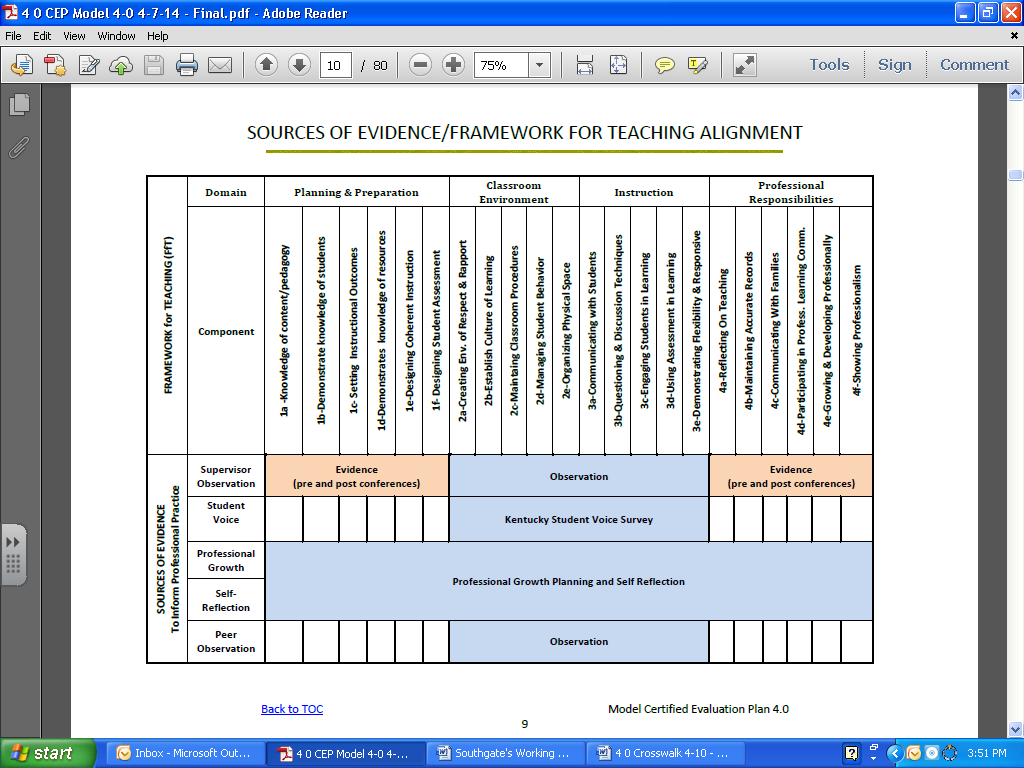 4 0 CEP Model 4-0 4-7-14 - Final.pdf - Adobe Reader
File Edit View Window Help
10 / 80 75% Tools Sign Comment
SOURCES OF EVIDENCE/FRAMEWORK FOR TEACHING ALIGNMENT
FRAMEWORK for TEACHING (FfT)
Domain
Planning & Preparation
Classroom
Environment
Instruction
Professional
Responsibilities
Component
1a -Knowledge of content/pedagogy
1b-Demonstrate knowledge of students
1c- Setting Instructional Outcomes
1d-Demonstrates knowledge of resources
1e-Designing Coherent Instruction
1f- Designing Student Assessment
2a-Creating Env. of Respect & Rapport
2b-Establish Culture of Learning
2c-Maintaing Classroom Procedures
2d-Managing Student Behavior
2e-Organizing Physical Space
3a-Communicating with Students
3b-Questioning & Discussion Techniques
3c-Engaging Students in Learning
3d-Using Assessment in Learning
3e-Demonstrating Flexibility & Responsive
4a-Reflecting On Teaching
4b-Maintaining Accurate Records
4c-Communicating With Families
4d-Participating in Profess. Learning Comm.
4e-Growing & Developing Professionally
4f-Showing Professionalism
SOURCES OF EVIDENCE
To Inform Professional Practice
Supervisor
Observation
Evidence
(pre and post conferences)
Observation
Evidence
(pre and post conferences)
Student
Voice
Kentucky Student Voice Survey
Professional
Growth
Professional Growth Planning and Self Reflection
Self-
Reflection
Peer
Observation
Observation
Back to TOC
Model Certified Evaluation Plan 4.0
9
start
Inbox - Microsoft Out...
4 0 CEP Model 4-0 4-...
Southgate's Working ...
4 0 Crosswalk 4-10 - ...
3:51 PM